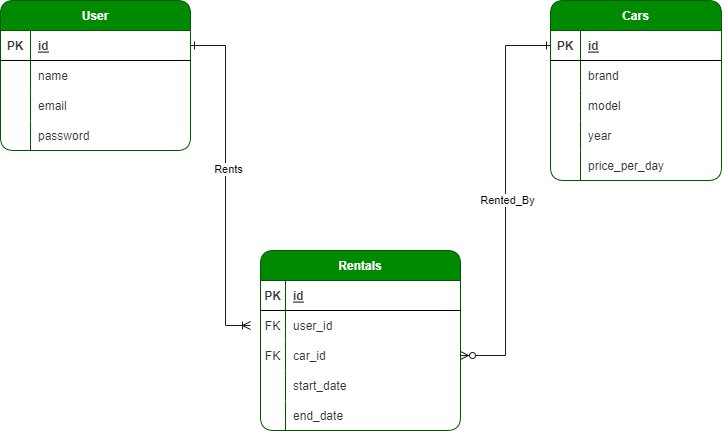 User
PK id
name
email
password
Cars
PK id
brand
model
year
price_per_day
Rents
Rented_By
Rentals
PK id
FK user_id
FK car_id
start_date
end_date